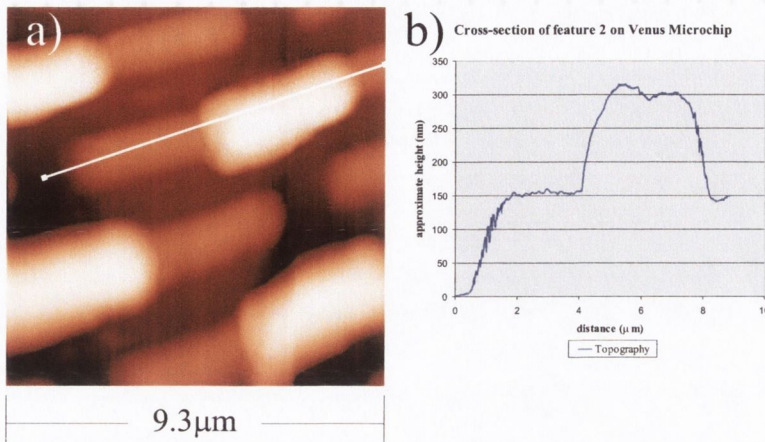 a)
9.3μm
b)
Cross-section of feature 2 on Venus Microchip
approximate height (nm)
350
300
250
200
150
100
50
0
0 2 4 6 8 10
distance (μ m)
Topography